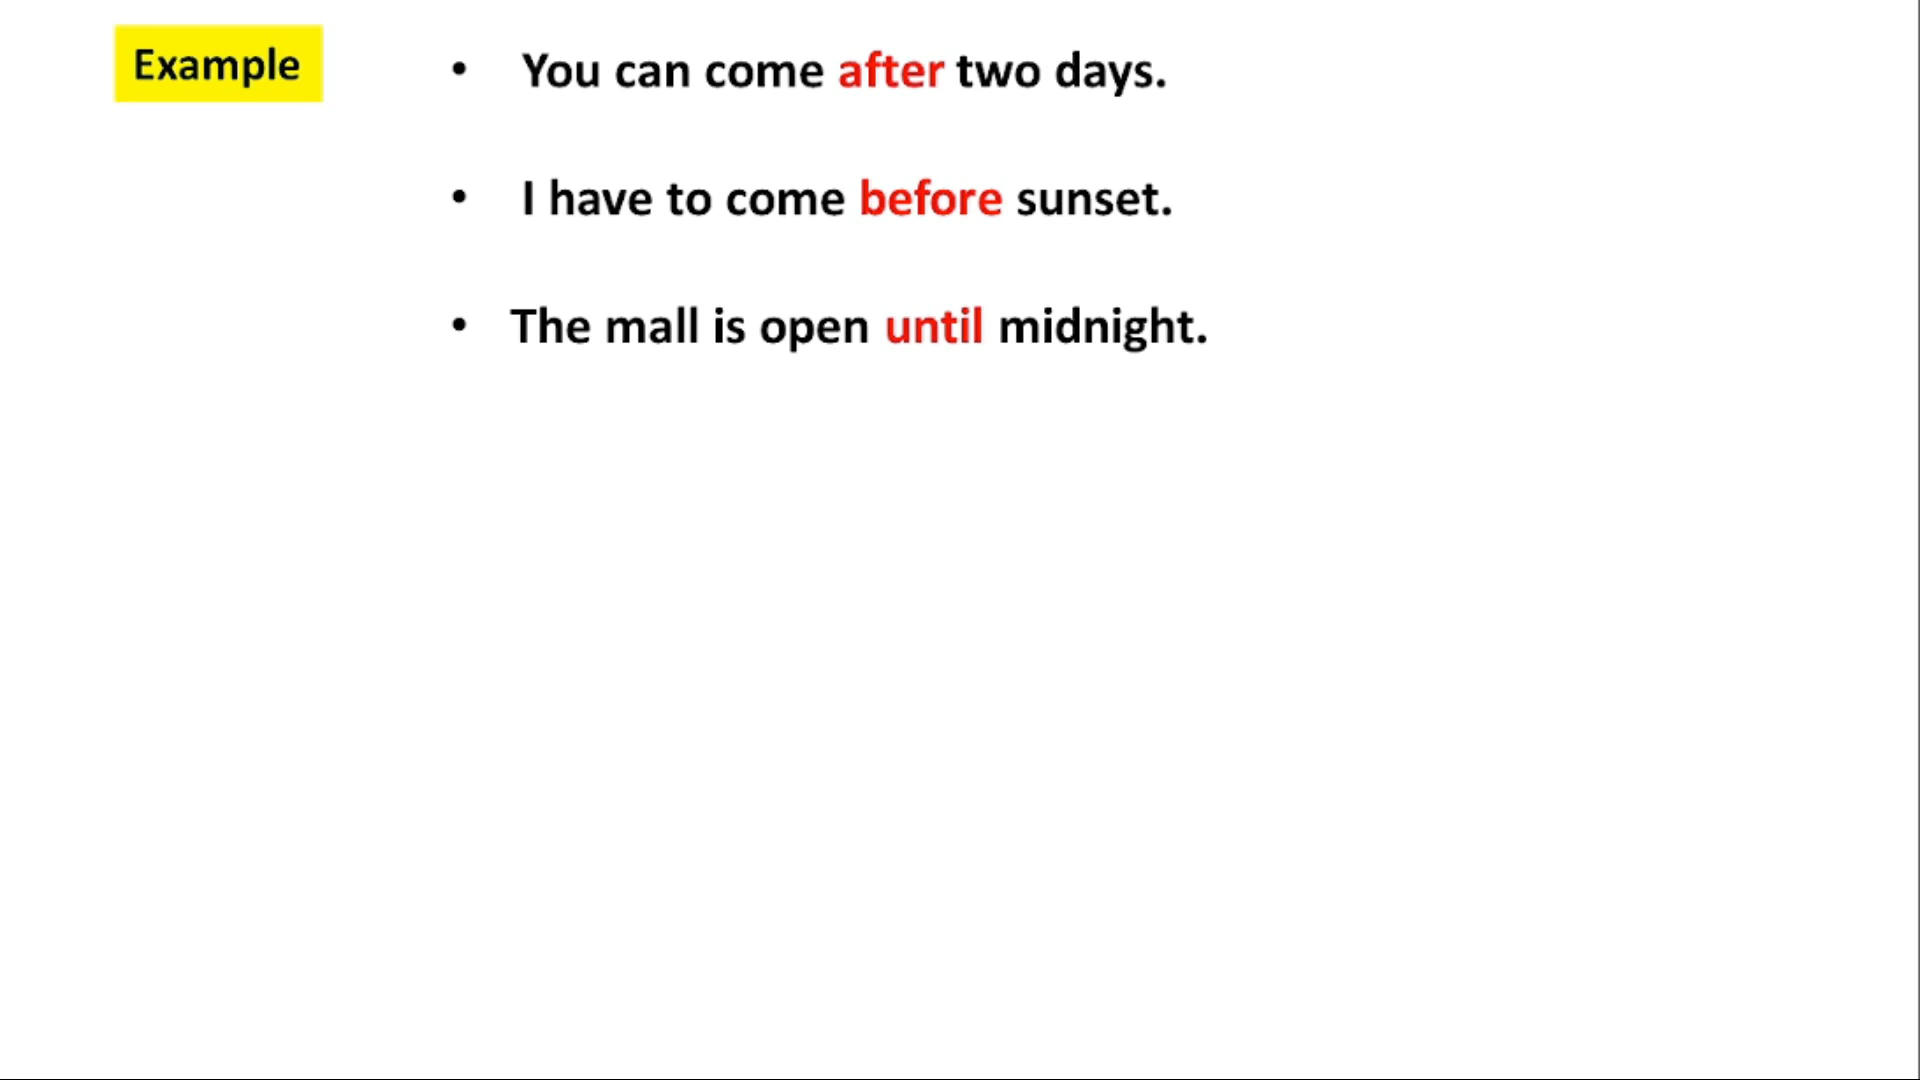 Example
• You can come after two days.
• I have to come before sunset.
• The mall is open until midnight.